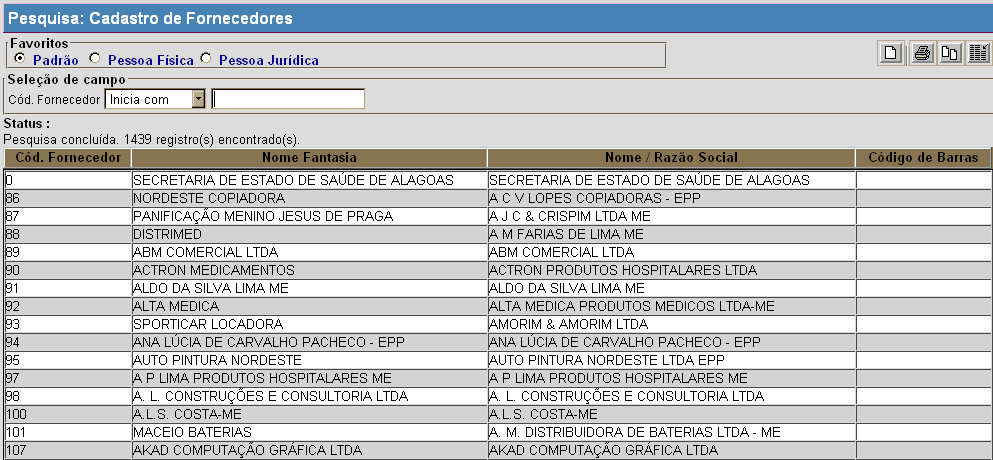 Pesquisa: Cadastro de Fornecedores
Favoritos
Padrão Pessoa Física Pessoa Jurídica
Seleção de campo
Cód. Fornecedor Inicia com
Status :
Pesquisa concluída. 1439 registro(s) encontrado(s).
Cód. Fornecedor Nome Fantasia Nome / Razão Social Código de Barras
0 SECRETARIA DE ESTADO DE SAÚDE DE ALAGOAS SECRETARIA DE ESTADO DE SAÚDE DE ALAGOAS
86 NORDESTE COPIADORA A C V LOPES COPIADORAS - EPP
87 PANIFICAÇÃO MENINO JESUS DE PRAGA A J C & CRISPIM LTDA ME
88 DISTRIMED A M FARIAS DE LIMA ME
89 ABM COMERCIAL LTDA ABM COMERCIAL LTDA
90 ACTRON MEDICAMENTOS ACTRON PRODUTOS HOSPITALARES LTDA
91 ALDO DA SILVA LIMA ME ALDO DA SILVA LIMA ME
92 ALTA MEDICA ALTA MEDICA PRODUTOS MEDICOS LTDA-ME
93 SPORTICAR LOCADORA AMORIM & AMORIM LTDA
94 ANA LÚCIA DE CARVALHO PACHECO - EPP ANA LÚCIA DE CARVALHO PACHECO - EPP
95 AUTO PINTURA NORDESTE AUTO PINTURA NORDESTE LTDA EPP
97 A P LIMA PRODUTOS HOSPITALARES ME A P LIMA PRODUTOS HOSPITALARES ME
98 A. L. CONSTRUÇÕES E CONSULTORIA LTDA A. L. CONSTRUÇÕES E CONSULTORIA LTDA
100 A.L.S. COSTA-ME A.L.S. COSTA-ME
101 MACEIO BATERIAS A. M. DISTRIBUIDORA DE BATERIAS LTDA - ME
107 AKAD COMPUTAÇÃO GRÁFICA LTDA AKAD COMPUTAÇÃO GRÁFICA LTDA